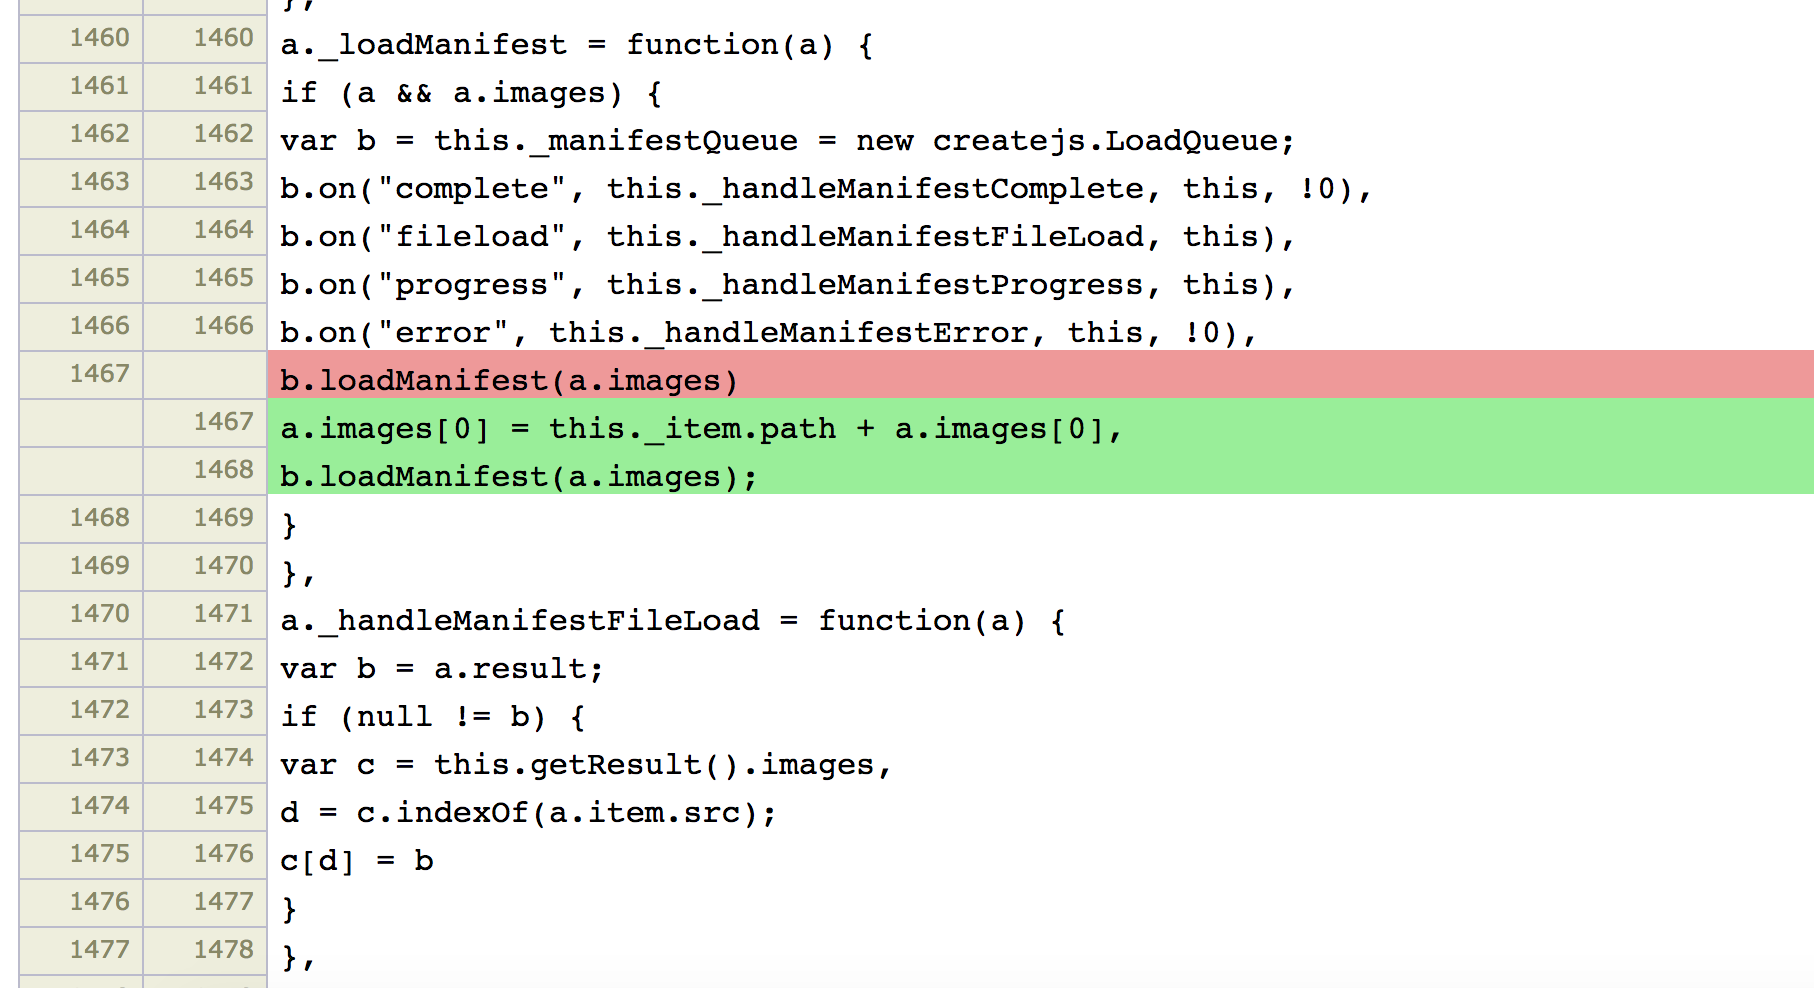 },
1460 1460 a._loadManifest = function(a) {
1461 1461 if (a && a.images) {
1462 1462 var b = this._manifestQueue = new createjs.LoadQueue;
1463 1463 b.on("complete", this._handleManifestComplete, this, !0),
1464 1464 b.on("fileload", this._handleManifestFileLoad, this),
1465 1465 b.on("progress", this._handleManifestProgress, this),
1466 1466 b.on("error", this._handleManifestError, this, !0),
1467 b.loadManifest(a.images)
1467 a.images[0] = this._item.path + a.images[0],
1468 b.loadManifest(a.images);
1468 1469 }
1469 1470 },
1470 1471 a._handleManifestFileLoad = function(a) {
1471 1472 var b = a.result;
1472 1473 if (null != b) {
1473 1474 var c = this.getResult().images,
1474 1475 d = c.indexOf(a.item.src);
1475 1476 c[d] = b
1476 1477 }
1477 1478 },